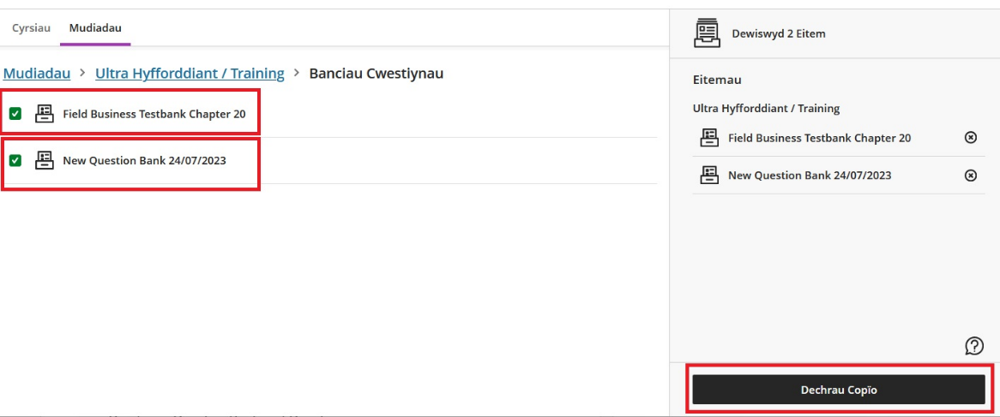 Cyrsiau Mudiadau
Mudiadau > Ultra Hyfforddiant / Training > Banciau Cwestiynau
Field Business Testbank Chapter 20
New Question Bank 24/07/2023
Dewiswyd 2 Eitem
Eitemau
Ultra Hyfforddiant / Training
Field Business Testbank Chapter 20
New Question Bank 24/07/2023
Dechrau Copïo